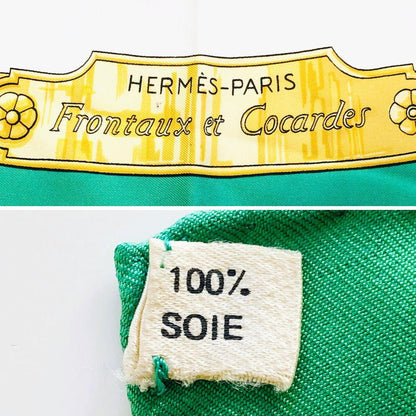 HERMÈS-PARIS
Frontaux et Cocardes
100%
SOIE